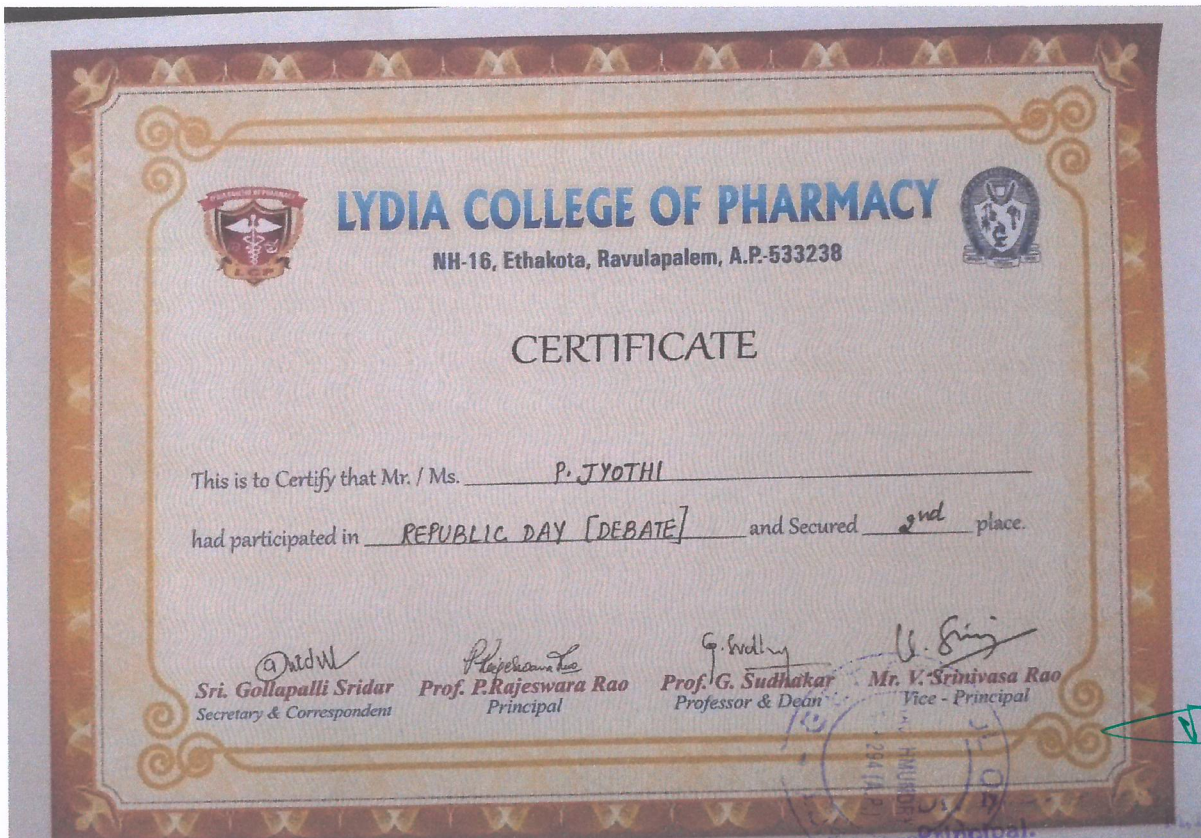 LYDIA COLLEGE OF PHARMACY
NH-16, Ethakota, Ravulapalem, A.P.-533238
LCP
CERTIFICATE
This is to Certify that Mr. / Ms. P. JYOTHI
had participated in REPUBLIC DAY [DEBATE] and Secured 2nd place.
Sri. Gollapalli Sridar Prof. P.Rajeswara Rao Prof. G. Sudhakar Mr. V. Srinivasa Rao
Secretary & Correspondent Principal Professor & Dean Vice - Principal
Principal.